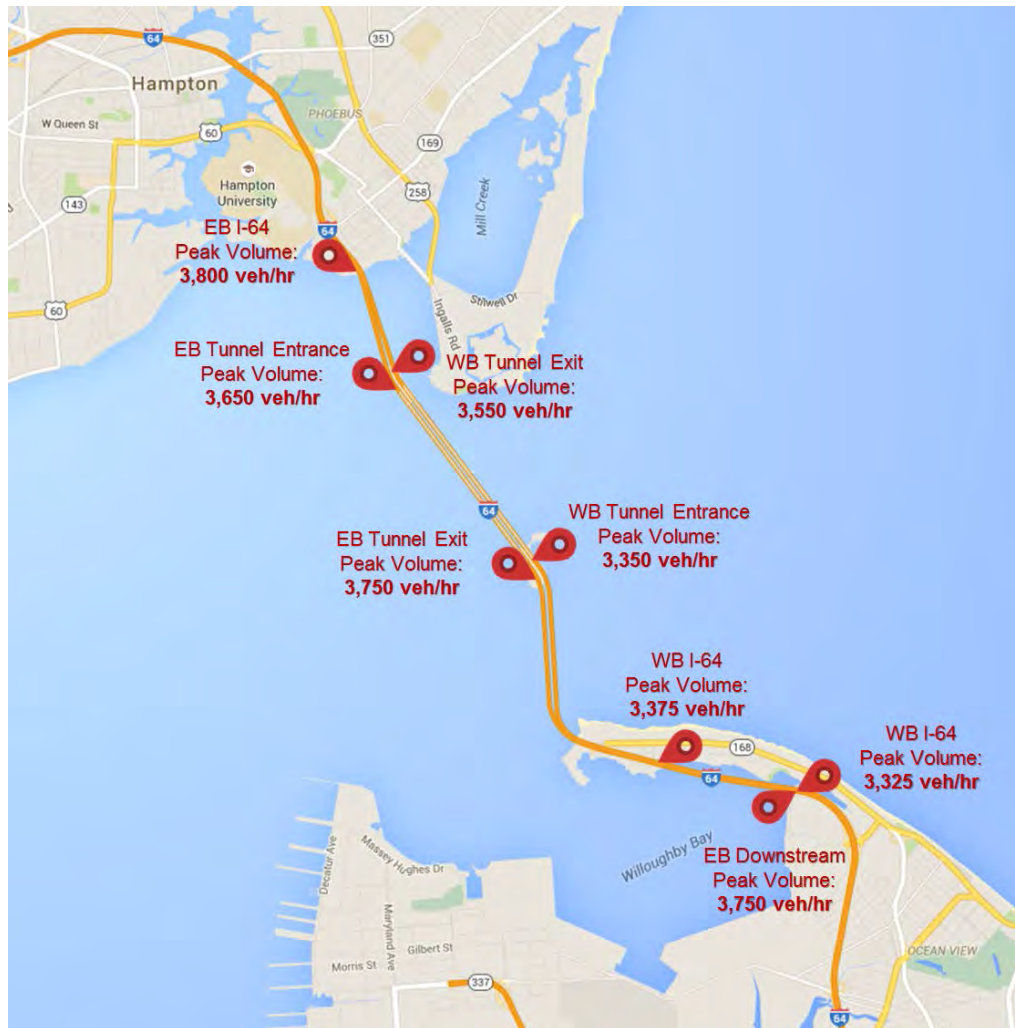 64
351
Hampton
PHOEBUS
W Queen St
60
169
Hampton
University
258
143
Mill Creek
EB I-64
Peak Volume:
3,800 veh/hr
64
Stilwell Dr
Ingalls Rd
60
EB Tunnel Entrance
Peak Volume:
3,650 veh/hr
WB Tunnel Exit
Peak Volume:
3,550 veh/hr
64
WB Tunnel Entrance
Peak Volume:
3,350 veh/hr
EB Tunnel Exit
Peak Volume:
3,750 veh/hr
WB I-64
Peak Volume:
3,375 veh/hr
168
WB I-64
Peak Volume:
3,325 veh/hr
64
Willoughby Bay
EB Downstream
Peak Volume:
3,750 veh/hr
Decatur Ave
Massey Hughes Dr
Maryland Ave
Gilbert St
Morris St
337
OCEAN VIEW
64